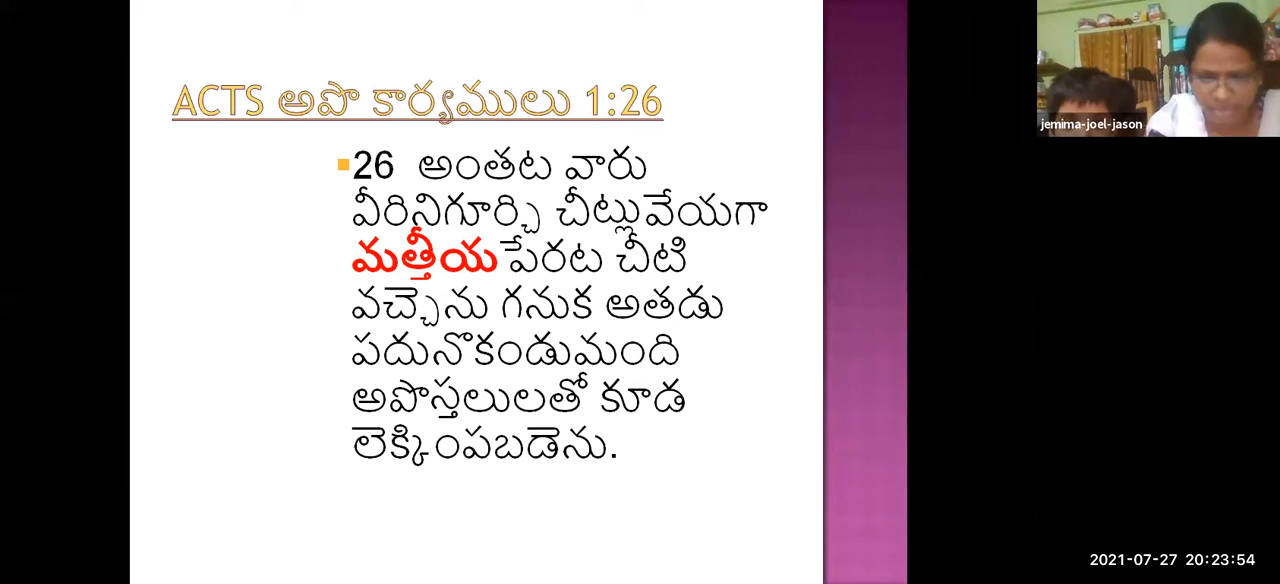 ACTS అపొ కార్యములు 1:26
26 అంతట వారు
వీరినిగూర్చి చీట్లువేయగా
మత్తీయ పేరట చీటి
వచ్చెను గనుక అతడు
పదునొకండుమంది
అపొస్తలులతో కూడ
లెక్కింపబడెను.
jemima-joel-jason
2021-07-27 20:23:54